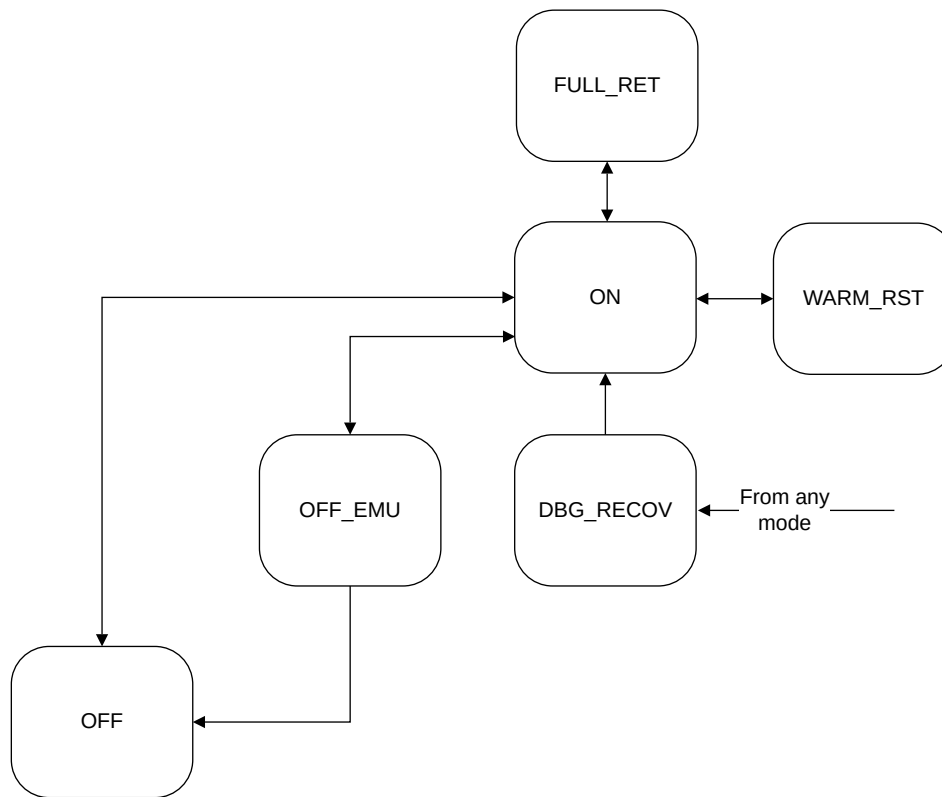 FULL_RET
ON
WARM_RST
OFF_EMU
DBG_RECOV
From any
mode
OFF